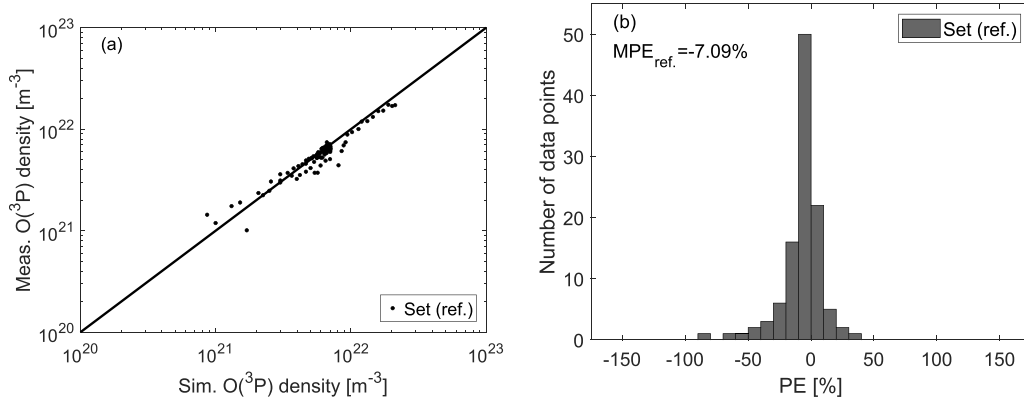 (a)
10^23
10^22
10^21
10^20
Meas. O(^3P) density [m^-3]
Set (ref.)
10^20 10^21 10^22 10^23
Sim. O(^3P) density [m^-3]
(b)
MPE_ref.=-7.09%
Set (ref.)
50
40
30
20
10
0
Number of data points
-150 -100 -50 0 50 100 150
PE [%]